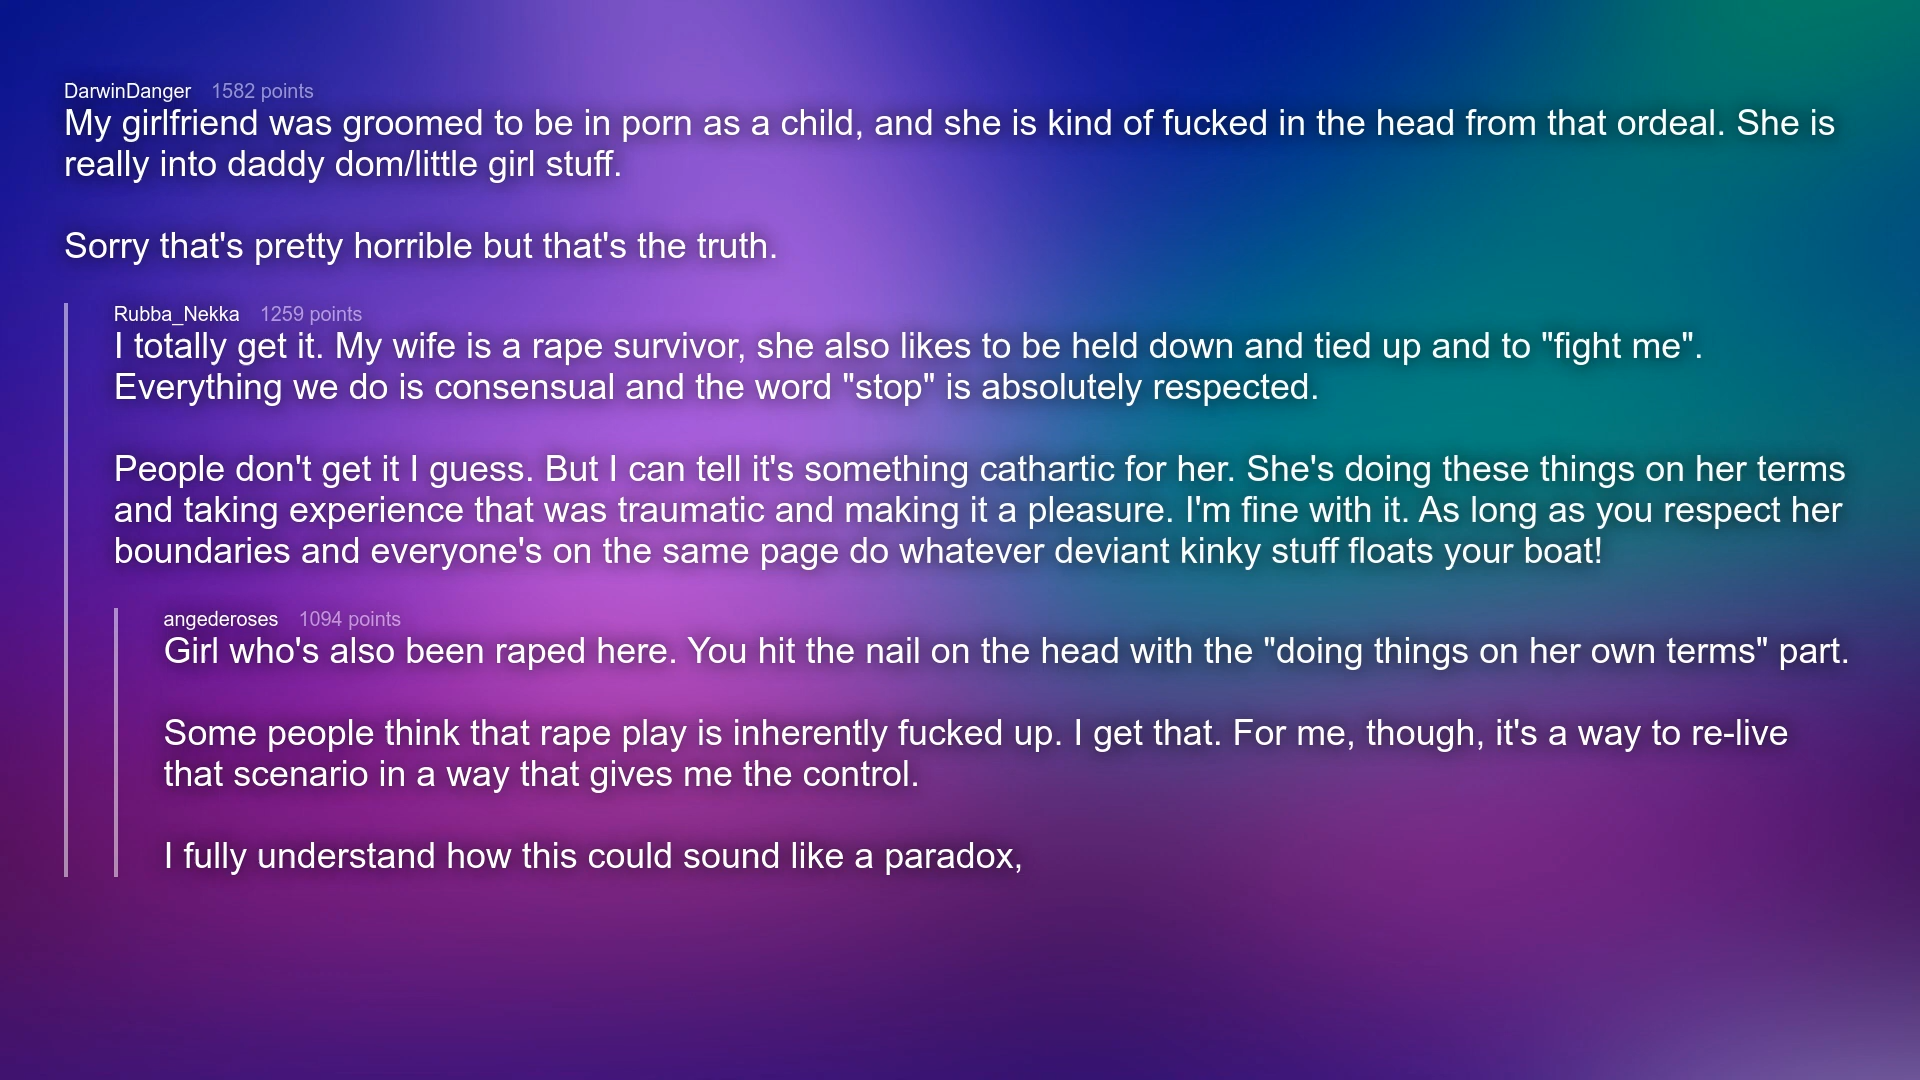 DarwinDanger 1582 points
My girlfriend was groomed to be in porn as a child, and she is kind of fucked in the head from that ordeal. She is
really into daddy dom/little girl stuff.
Sorry that's pretty horrible but that's the truth.
Rubba_Nekka 1259 points
I totally get it. My wife is a rape survivor, she also likes to be held down and tied up and to "fight me".
Everything we do is consensual and the word "stop" is absolutely respected.
People don't get it I guess. But I can tell it's something cathartic for her. She's doing these things on her terms
and taking experience that was traumatic and making it a pleasure. I'm fine with it. As long as you respect her
boundaries and everyone's on the same page do whatever deviant kinky stuff floats your boat!
angederoses 1094 points
Girl who's also been raped here. You hit the nail on the head with the "doing things on her own terms" part.
Some people think that rape play is inherently fucked up. I get that. For me, though, it's a way to re-live
that scenario in a way that gives me the control.
I fully understand how this could sound like a paradox,